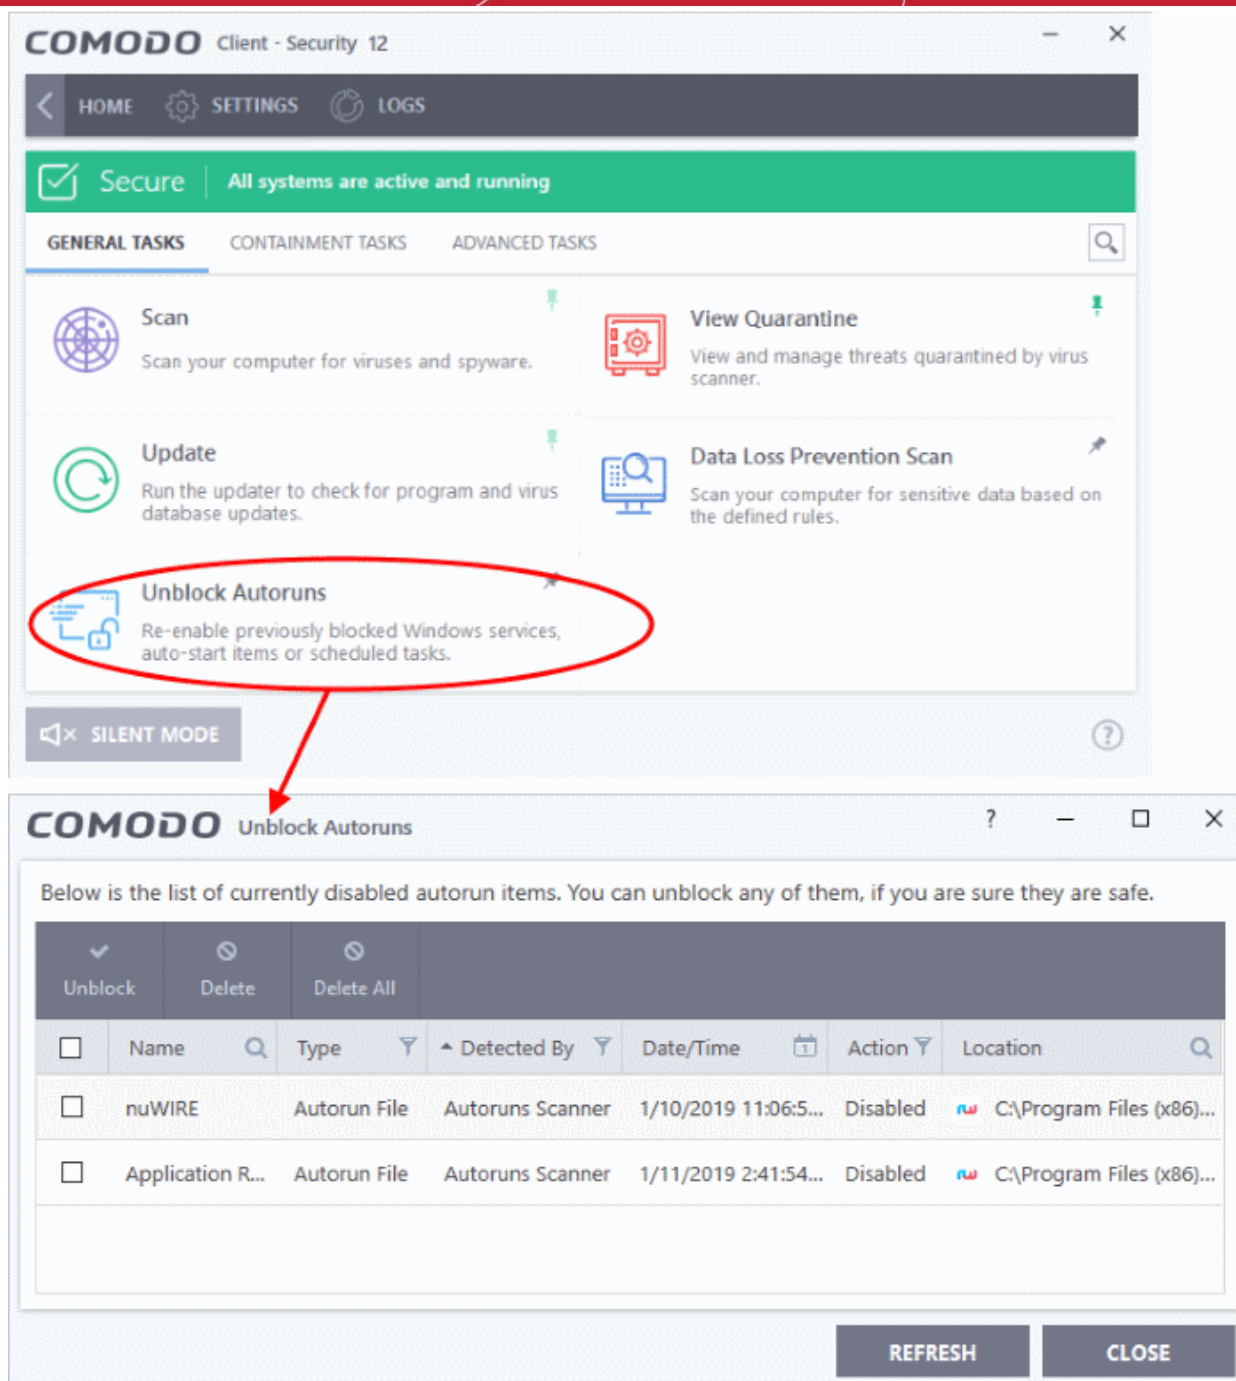 COMODO Client - Security 12
HOME SETTINGS LOGS
Secure All systems are active and running
GENERAL TASKS CONTAINMENT TASKS ADVANCED TASKS
Scan
Scan your computer for viruses and spyware.
View Quarantine
View and manage threats quarantined by virus
scanner.
Update
Run the updater to check for program and virus
database updates.
Data Loss Prevention Scan
Scan your computer for sensitive data based on
the defined rules.
Unblock Autoruns
Re-enable previously blocked Windows services,
auto-start items or scheduled tasks.
SILENT MODE ?
COMODO Unblock Autoruns ?
Below is the list of currently disabled autorun items. You can unblock any of them, if you are sure they are safe.
Unblock Delete Delete All
Name Type Detected By Date/Time 1 Action Location
nuWIRE Autorun File Autoruns Scanner 1/10/2019 11:06:5... Disabled C:\Program Files (x86)...
Application R... Autorun File Autoruns Scanner 1/11/2019 2:41:54... Disabled C:\Program Files (x86)...
REFRESH CLOSE